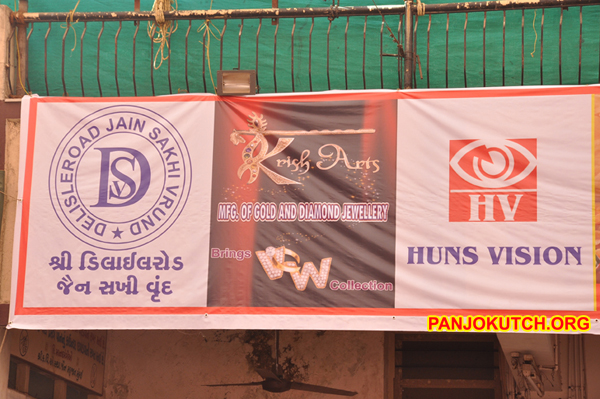 DELISLEROAD JAIN SAKHI VRUND
DSV
શ્રી ડિલાઈલરોડ
જૈન સખી વૃંદ
Krish Arts
MFG. OF GOLD AND DIAMOND JEWELLERY
Brings
Collection
HV
HUNS VISION
PANJOKUTCH.ORG